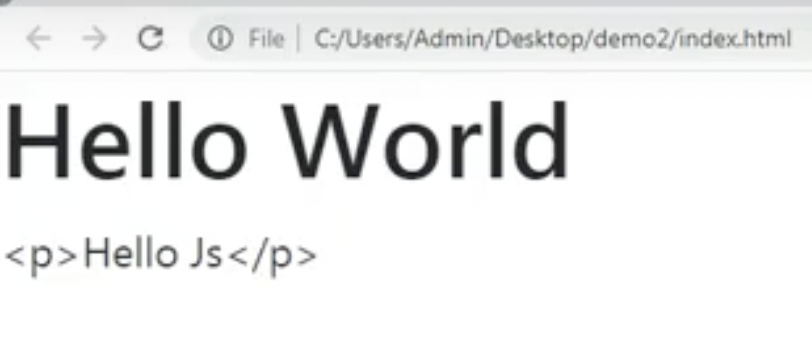 File | C:/Users/Admin/Desktop/demo2/index.html
Hello World
<p>Hello Js</p>